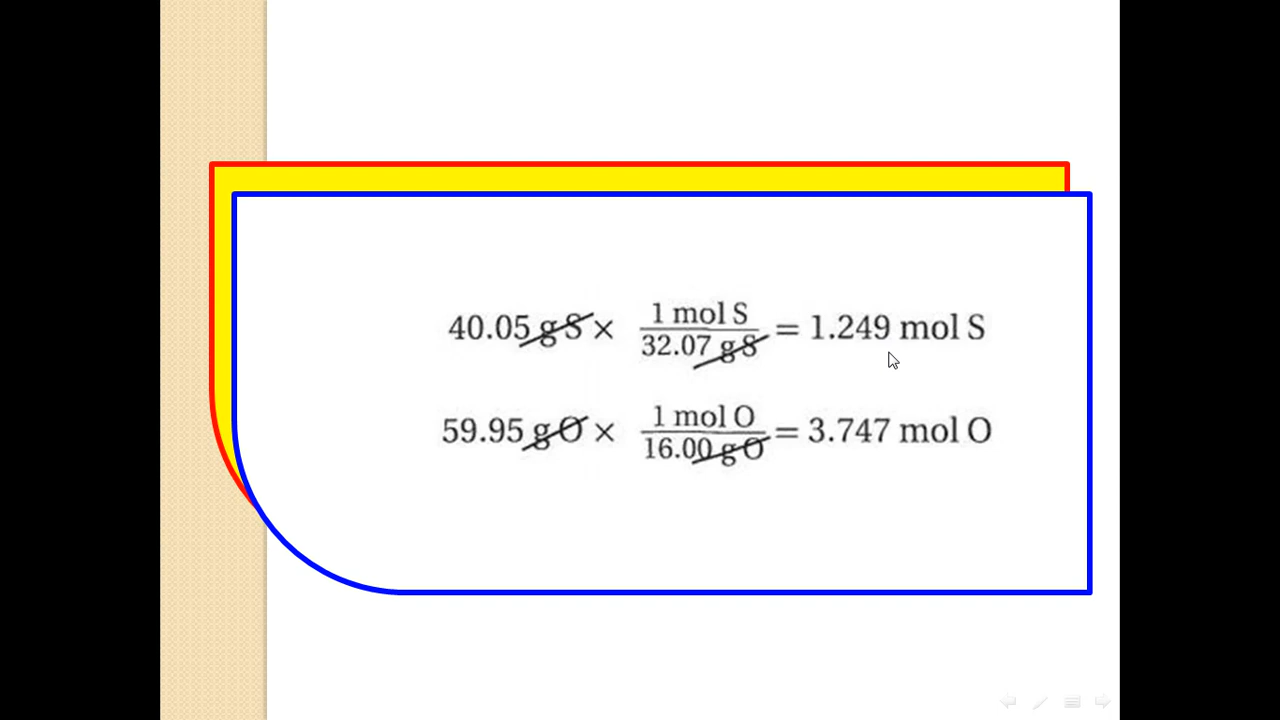 40.05 g S × 1 mol S / 32.07 g S = 1.249 mol S
59.95 g O × 1 mol O / 16.00 g O = 3.747 mol O